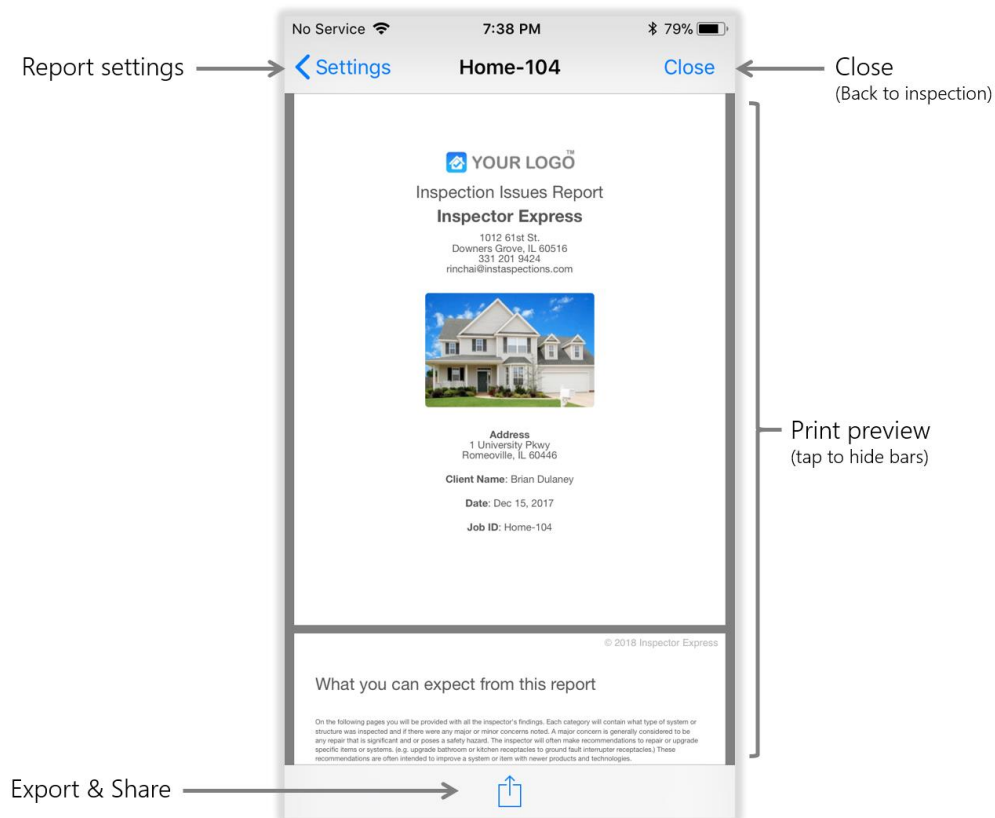 No Service 7:38 PM 79%
Report settings
Settings Home-104 Close
Close
(Back to inspection)
YOUR LOGO™
Inspection Issues Report
Inspector Express
1012 61st St.
Downers Grove, IL 60516
331 201 9424
rinchai@instaspections.com
Address
1 University Pkwy
Romeoville, IL 60446
Client Name: Brian Dulaney
Date: Dec 15, 2017
Job ID: Home-104
Print preview
(tap to hide bars)
© 2018 Inspector Express
What you can expect from this report
On the following pages you will be provided with all the inspector's findings. Each category will contain what type of system or
structure was inspected and if there were any major or minor concerns noted. A major concern is generally considered to be
any repair that is significant and or poses a safety hazard. The inspector will often make recommendations to repair or upgrade
specific items or systems. (e.g. upgrade bathroom or kitchen receptacles to ground fault interrupter receptacles.) These
recommendations are often intended to improve a system or item with newer products and technologies.
Export & Share